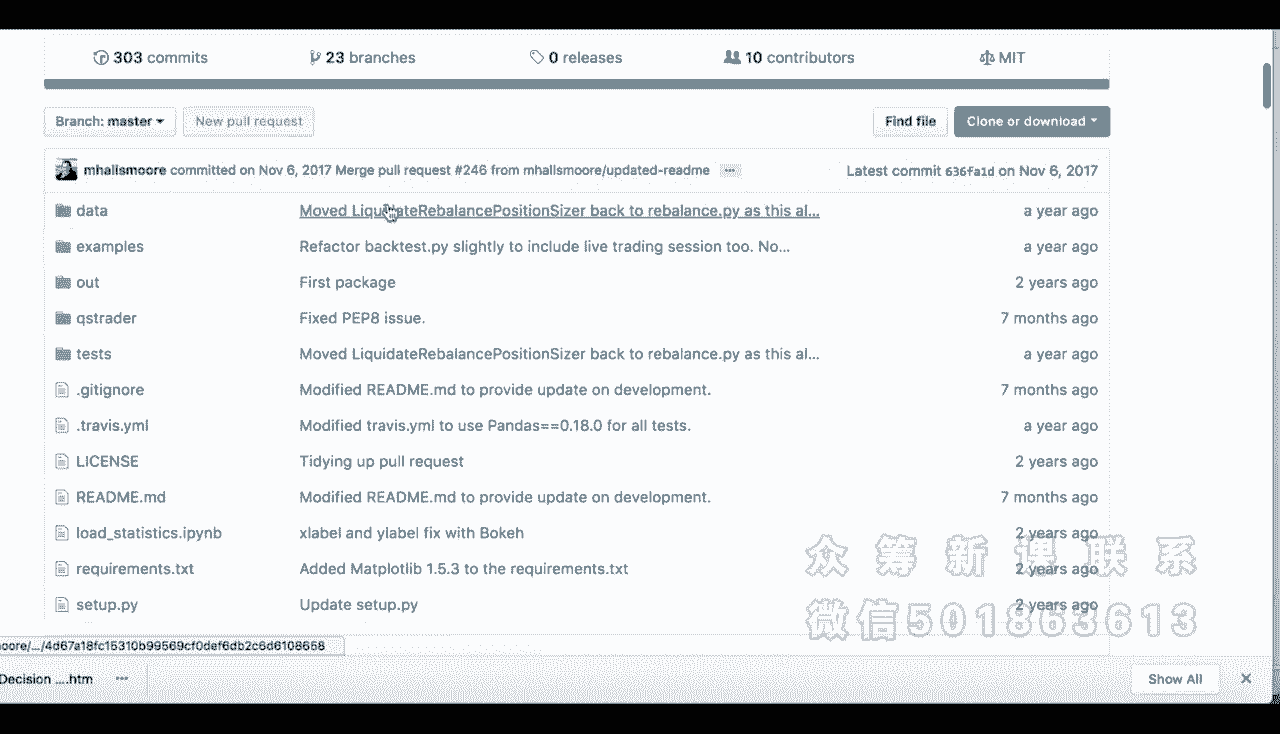 303 commits 23 branches 0 releases 10 contributors MIT
Branch: master New pull request Find file Clone or download
mhallsmoore committed on Nov 6, 2017 Merge pull request #246 from mhallsmoore/updated-readme ... Latest commit 636fa1d on Nov 6, 2017
data Moved LiquidateRebalancePositionSizer back to rebalance.py as this al... a year ago
examples Refactor backtest.py slightly to include live trading session too. No... a year ago
out First package 2 years ago
qstrader Fixed PEP8 issue. 7 months ago
tests Moved LiquidateRebalancePositionSizer back to rebalance.py as this al... a year ago
.gitignore Modified README.md to provide update on development. 7 months ago
.travis.yml Modified travis.yml to use Pandas==0.18.0 for all tests. a year ago
LICENSE Tidying up pull request 2 years ago
README.md Modified README.md to provide update on development. 7 months ago
load_statistics.ipynb xlabel and ylabel fix with Bokeh 2 years ago
requirements.txt Added Matplotlib 1.5.3 to the requirements.txt 2 years ago
setup.py Update setup.py 2 years ago
众筹新课联系
微信501863613
oore/.../4d67a18fc15310b99569cf0def6db2c6d6108658
Decision ....htm ... Show All